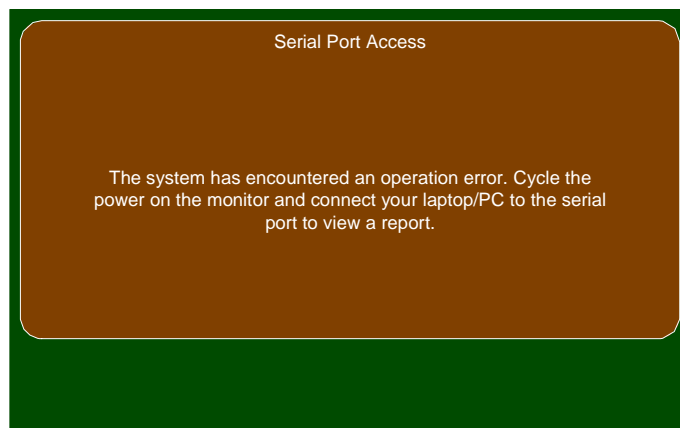 Serial Port Access
The system has encountered an operation error. Cycle the
power on the monitor and connect your laptop/PC to the serial
port to view a report.